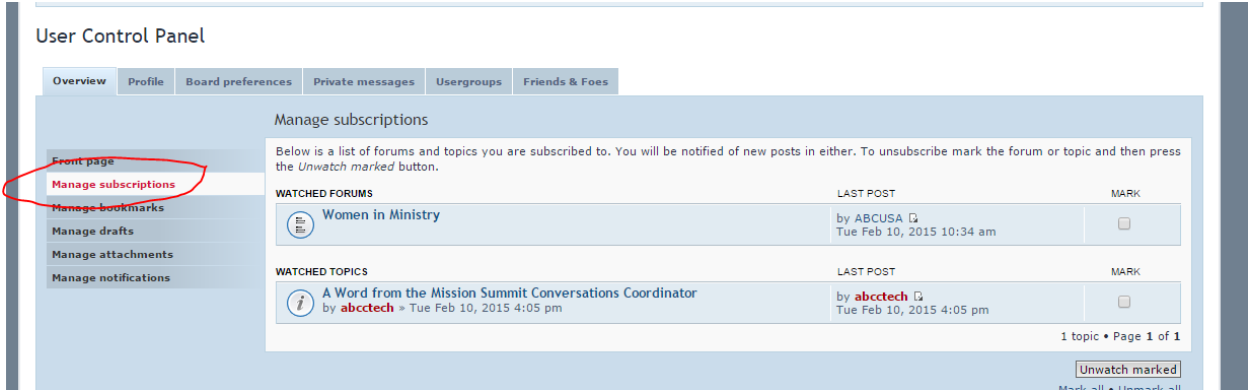 User Control Panel
Overview Profile Board preferences Private messages Usergroups Friends & Foes
Manage subscriptions
Front page
Manage subscriptions
Manage bookmarks
Manage drafts
Manage attachments
Manage notifications
Below is a list of forums and topics you are subscribed to. You will be notified of new posts in either. To unsubscribe mark the forum or topic and then press
the Unwatch marked button.
WATCHED FORUMS LAST POST MARK
Women in Ministry by ABCUSA
Tue Feb 10, 2015 10:34 am
WATCHED TOPICS LAST POST MARK
A Word from the Mission Summit Conversations Coordinator by abcctech
by abcctech » Tue Feb 10, 2015 4:05 pm Tue Feb 10, 2015 4:05 pm
1 topic • Page 1 of 1
Unwatch marked
Mark all • Unmark all